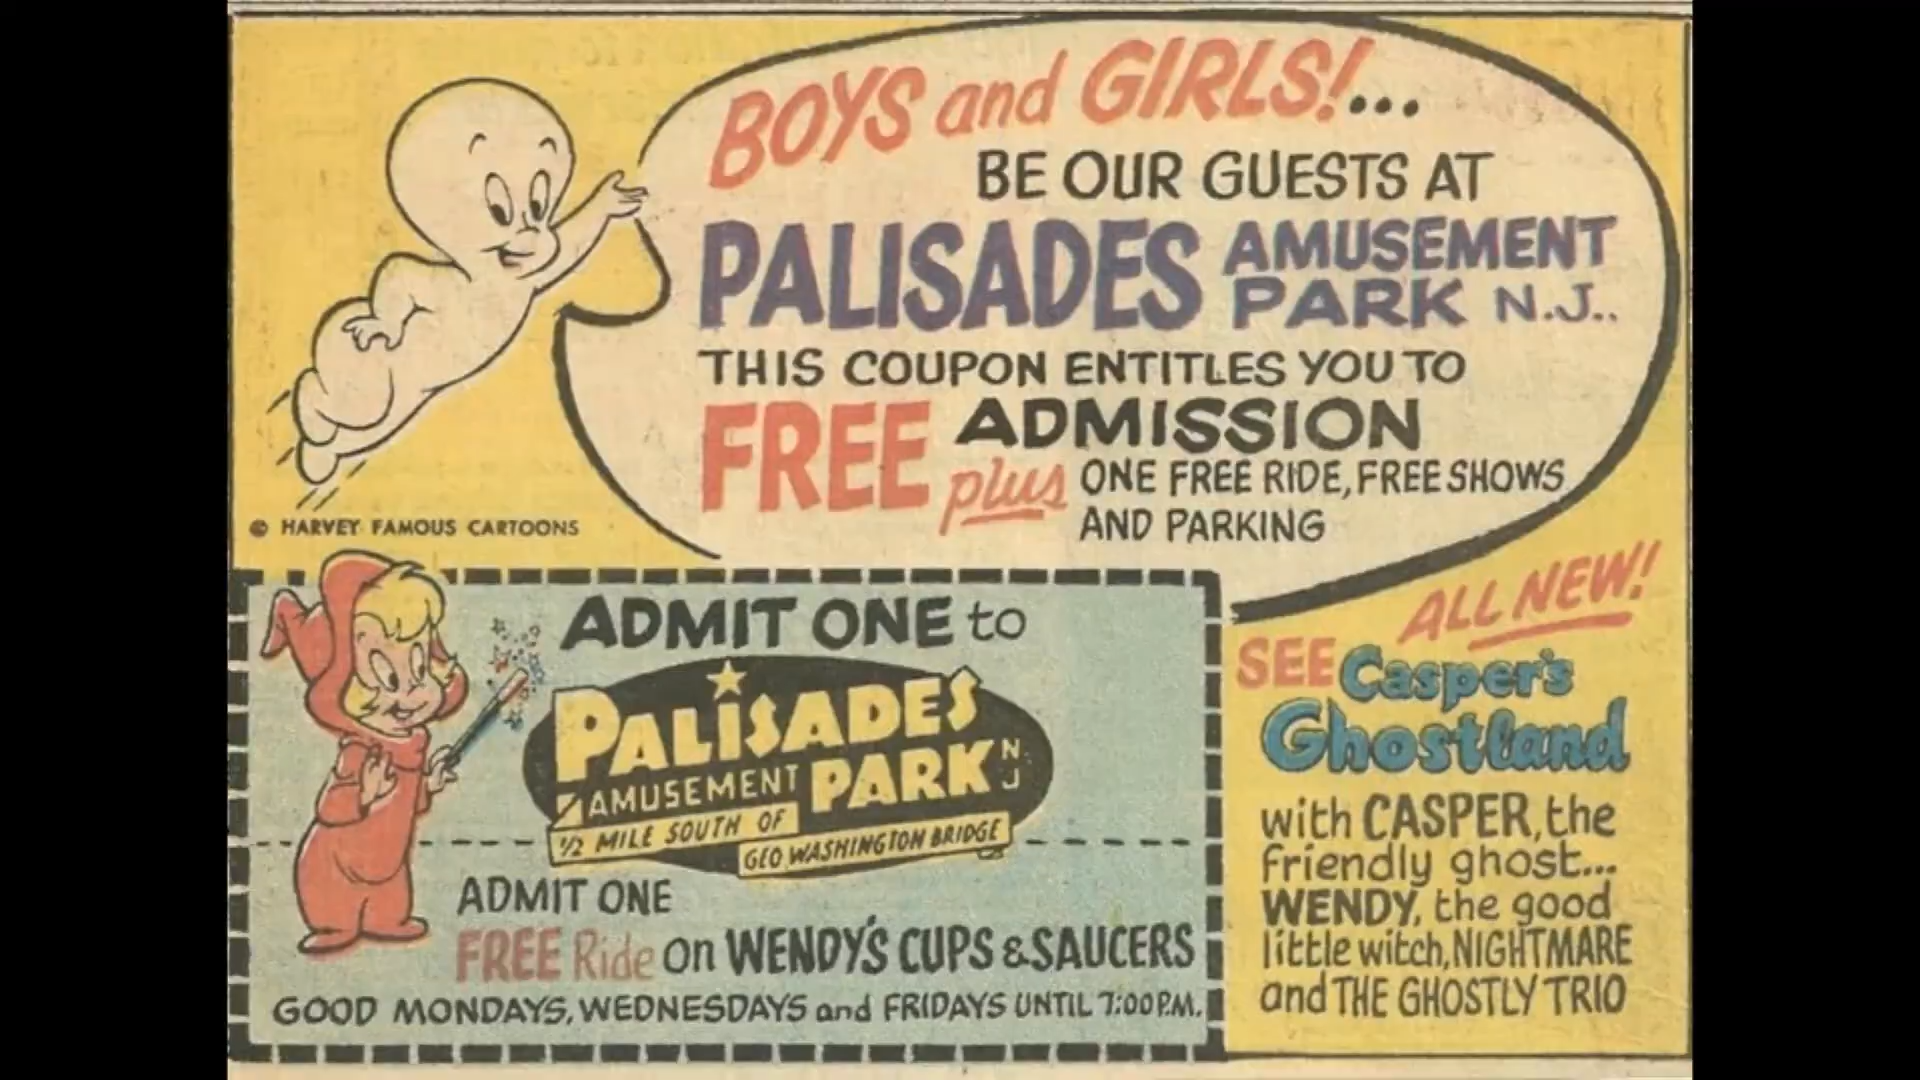 BOYS and GIRLS!...
BE OUR GUESTS AT
PALISADES AMUSEMENT PARK N.J..
THIS COUPON ENTITLES YOU TO
FREE ADMISSION
plus ONE FREE RIDE, FREE SHOWS
AND PARKING
© HARVEY FAMOUS CARTOONS
ADMIT ONE to
PALISADES
AMUSEMENT PARK N J
1/2 MILE SOUTH OF
GEO WASHINGTON BRIDGE
ADMIT ONE
FREE Ride on WENDY'S CUPS & SAUCERS
GOOD MONDAYS, WEDNESDAYS and FRIDAYS UNTIL 7:00 P.M.
ALL NEW!
SEE Casper's
Ghostland
with CASPER, the
friendly ghost...
WENDY, the good
little witch, NIGHTMARE
and THE GHOSTLY TRIO